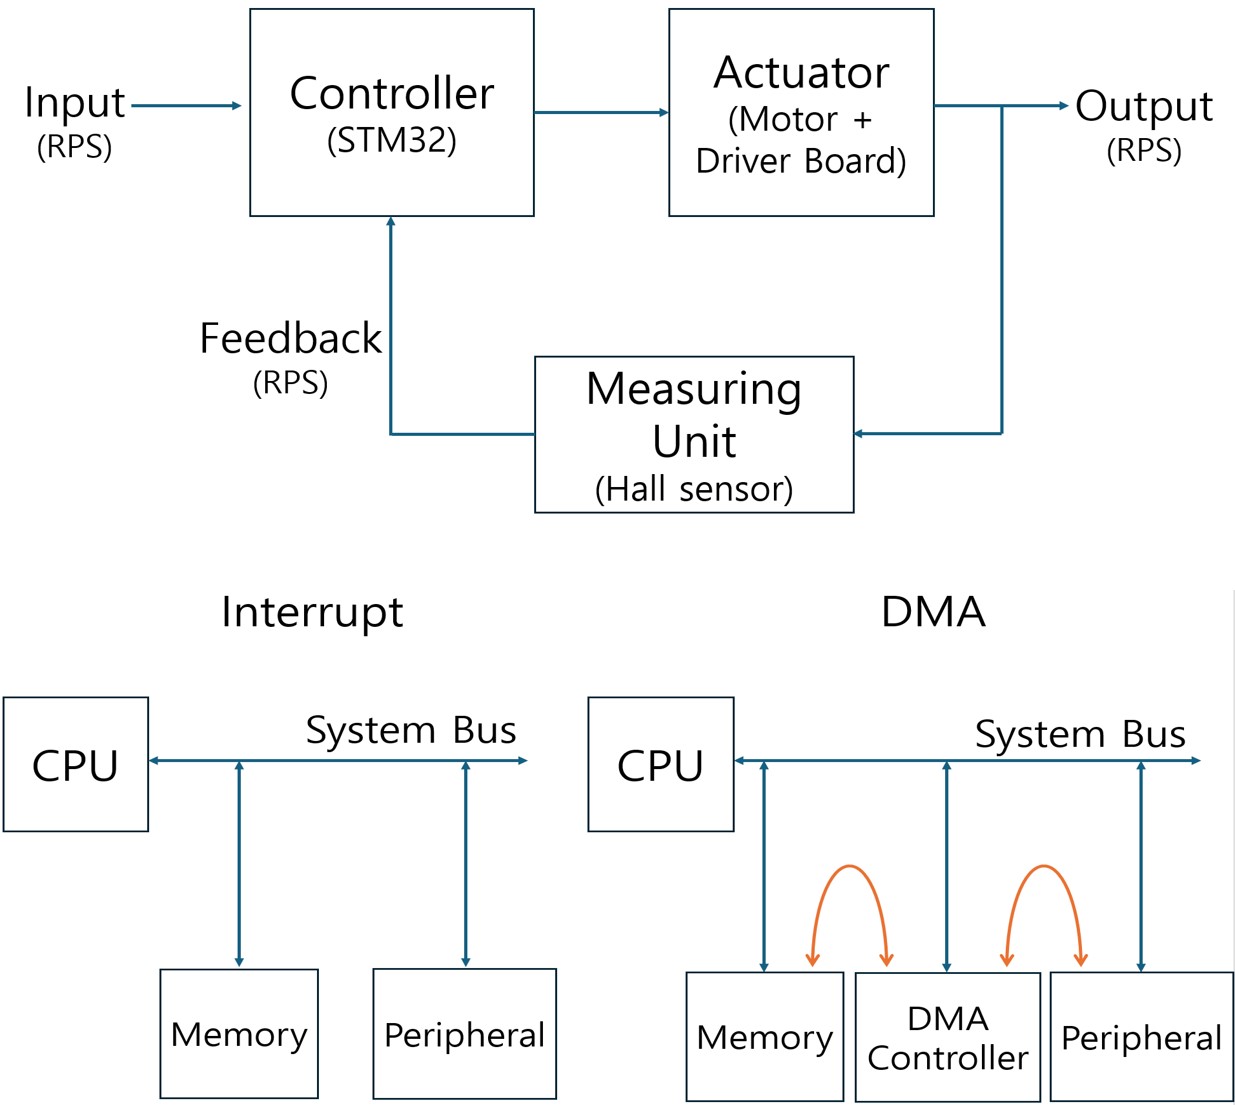 Input
(RPS)
Controller
(STM32)
Actuator
(Motor +
Driver Board)
Output
(RPS)
Feedback
(RPS)
Measuring
Unit
(Hall sensor)
Interrupt
CPU
System Bus
Memory
Peripheral
DMA
CPU
System Bus
Memory
DMA
Controller
Peripheral